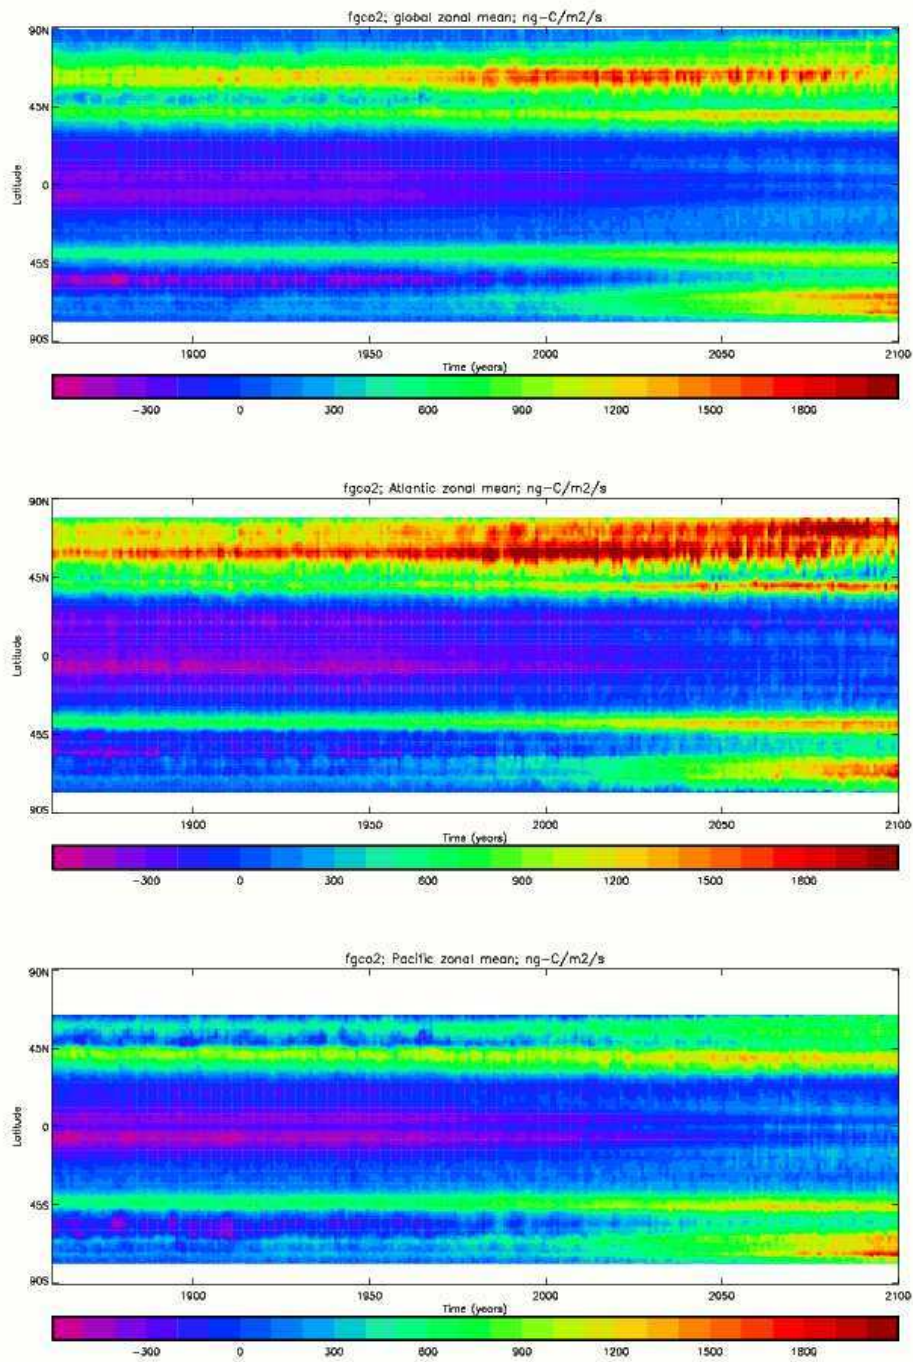 fgco2; global zonal mean; ng-C/m2/s
90N
45N
0
45S
90S
Latitude
1900 1950 2000 2050 2100
Time (years)
-300 0 300 600 900 1200 1500 1800
fgco2; Atlantic zonal mean; ng-C/m2/s
90N
45N
0
45S
90S
Latitude
1900 1950 2000 2050 2100
Time (years)
-300 0 300 600 900 1200 1500 1800
fgco2; Pacific zonal mean; ng-C/m2/s
90N
45N
0
45S
90S
Latitude
1900 1950 2000 2050 2100
Time (years)
-300 0 300 600 900 1200 1500 1800